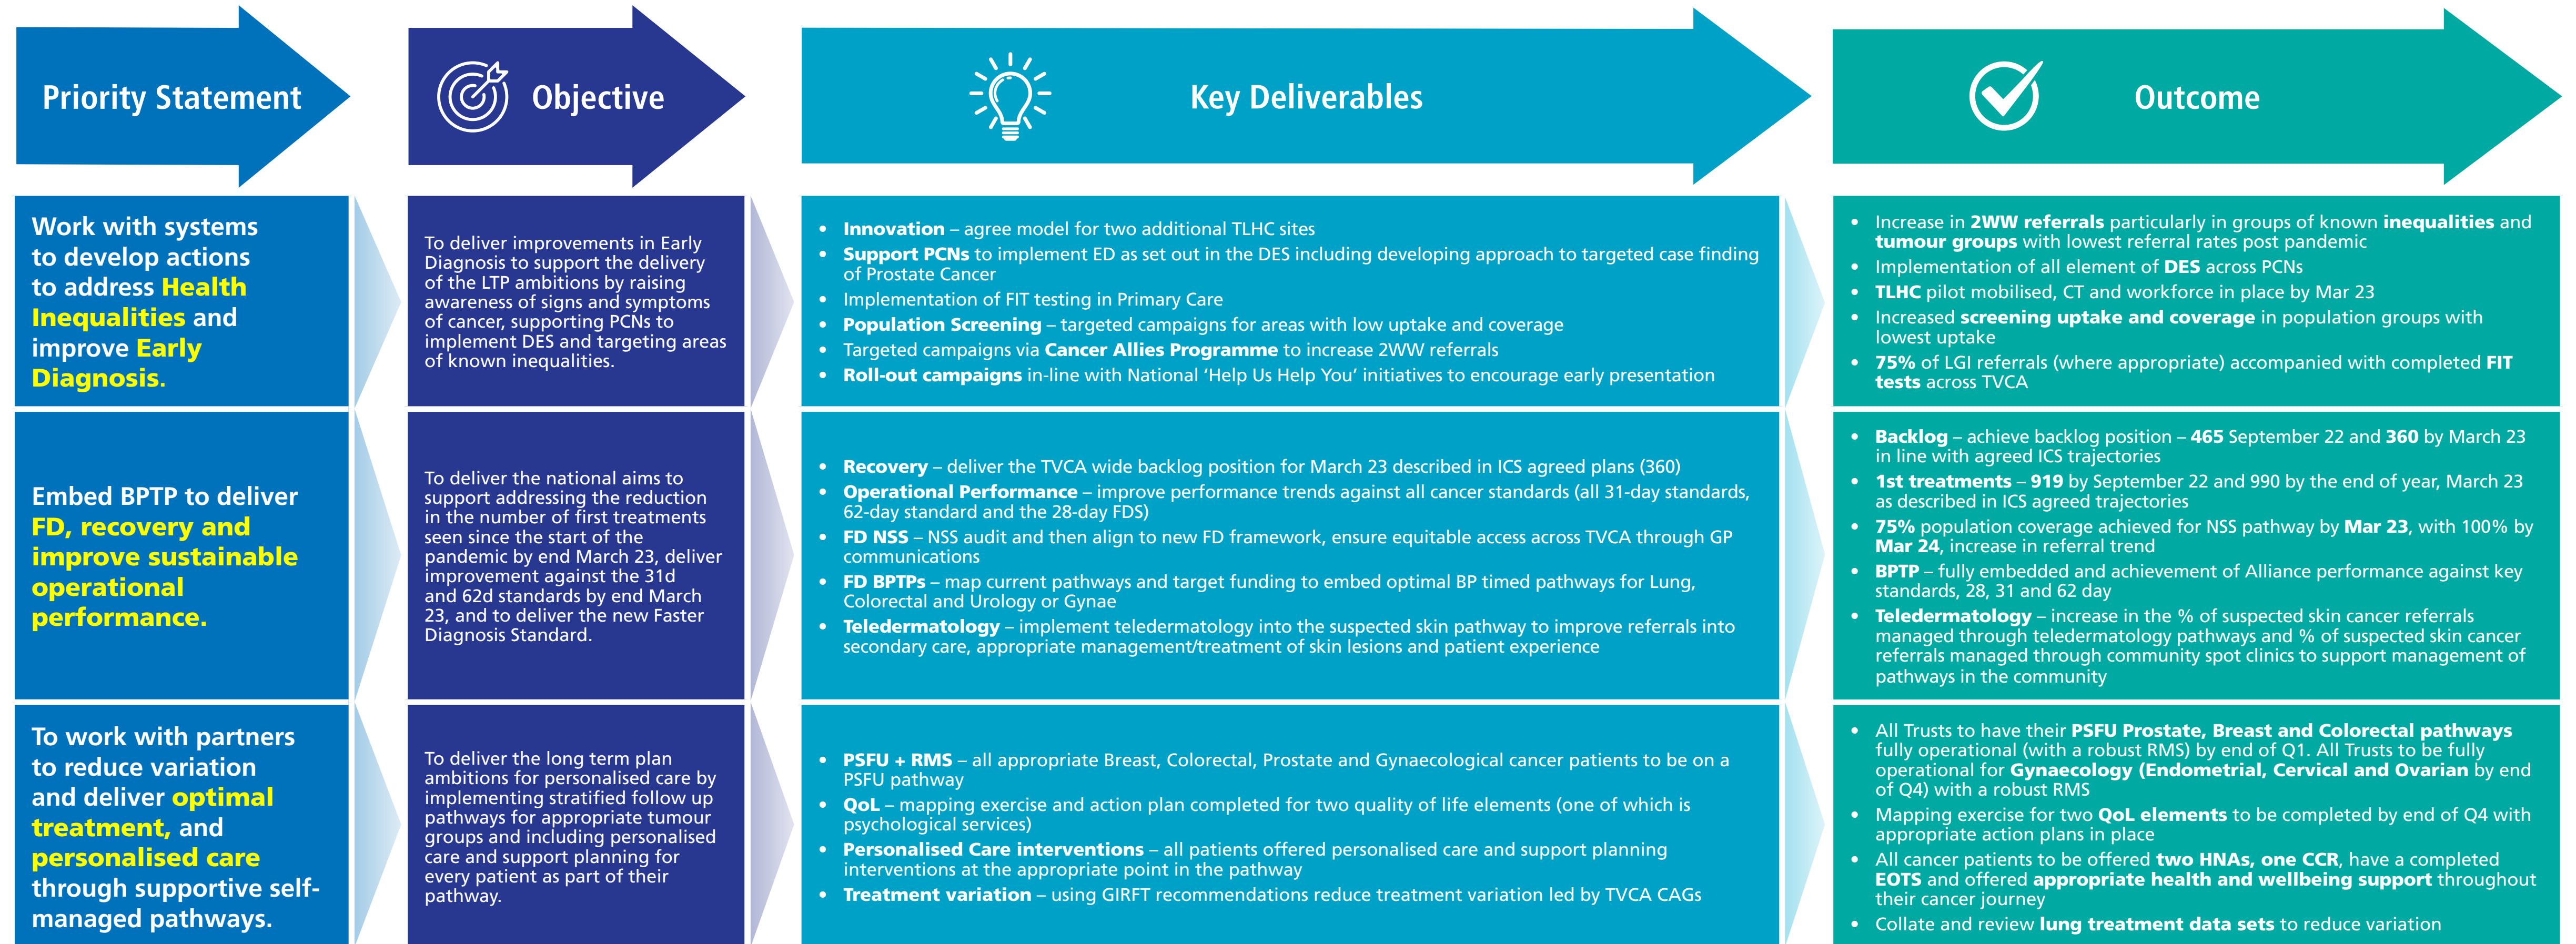 Priority Statement
Objective
Key Deliverables
Outcome
Work with systems
to develop actions
to address Health
Inequalities and
improve Early
Diagnosis.
To deliver improvements in Early
Diagnosis to support the delivery
of the LTP ambitions by raising
awareness of signs and symptoms
of cancer, supporting PCNs to
implement DES and targeting areas
of known inequalities.
• Innovation – agree model for two additional TLHC sites
• Support PCNs to implement ED as set out in the DES including developing approach to targeted case finding
of Prostate Cancer
• Implementation of FIT testing in Primary Care
• Population Screening – targeted campaigns for areas with low uptake and coverage
• Targeted campaigns via Cancer Allies Programme to increase 2WW referrals
• Roll-out campaigns in-line with National ‘Help Us Help You’ initiatives to encourage early presentation
• Increase in 2WW referrals particularly in groups of known inequalities and
tumour groups with lowest referral rates post pandemic
• Implementation of all element of DES across PCNs
• TLHC pilot mobilised, CT and workforce in place by Mar 23
• Increased screening uptake and coverage in population groups with
lowest uptake
• 75% of LGI referrals (where appropriate) accompanied with completed FIT
tests across TVCA
Embed BPTP to deliver
FD, recovery and
improve sustainable
operational
performance.
To deliver the national aims to
support addressing the reduction
in the number of first treatments
seen since the start of the
pandemic by end March 23, deliver
improvement against the 31d
and 62d standards by end March
23, and to deliver the new Faster
Diagnosis Standard.
• Recovery – deliver the TVCA wide backlog position for March 23 described in ICS agreed plans (360)
• Operational Performance – improve performance trends against all cancer standards (all 31-day standards,
62-day standard and the 28-day FDS)
• FD NSS – NSS audit and then align to new FD framework, ensure equitable access across TVCA through GP
communications
• FD BPTPs – map current pathways and target funding to embed optimal BP timed pathways for Lung,
Colorectal and Urology or Gynae
• Teledermatology – implement teledermatology into the suspected skin pathway to improve referrals into
secondary care, appropriate management/treatment of skin lesions and patient experience
• Backlog – achieve backlog position – 465 September 22 and 360 by March 23
in line with agreed ICS trajectories
• 1st treatments – 919 by September 22 and 990 by the end of year, March 23
as described in ICS agreed trajectories
• 75% population coverage achieved for NSS pathway by Mar 23, with 100% by
Mar 24, increase in referral trend
• BPTP – fully embedded and achievement of Alliance performance against key
standards, 28, 31 and 62 day
• Teledermatology – increase in the % of suspected skin cancer referrals
managed through teledermatology pathways and % of suspected skin cancer
referrals managed through community spot clinics to support management of
pathways in the community
To work with partners
to reduce variation
and deliver optimal
treatment, and
personalised care
through supportive self-
managed pathways.
To deliver the long term plan
ambitions for personalised care by
implementing stratified follow up
pathways for appropriate tumour
groups and including personalised
care and support planning for
every patient as part of their
pathway.
• PSFU + RMS – all appropriate Breast, Colorectal, Prostate and Gynaecological cancer patients to be on a
PSFU pathway
• QoL – mapping exercise and action plan completed for two quality of life elements (one of which is
psychological services)
• Personalised Care interventions – all patients offered personalised care and support planning
interventions at the appropriate point in the pathway
• Treatment variation – using GIRFT recommendations reduce treatment variation led by TVCA CAGs
• All Trusts to have their PSFU Prostate, Breast and Colorectal pathways
fully operational (with a robust RMS) by end of Q1. All Trusts to be fully
operational for Gynaecology (Endometrial, Cervical and Ovarian by end
of Q4) with a robust RMS
• Mapping exercise for two QoL elements to be completed by end of Q4 with
appropriate action plans in place
• All cancer patients to be offered two HNAs, one CCR, have a completed
EOTS and offered appropriate health and wellbeing support throughout
their cancer journey
• Collate and review lung treatment data sets to reduce variation